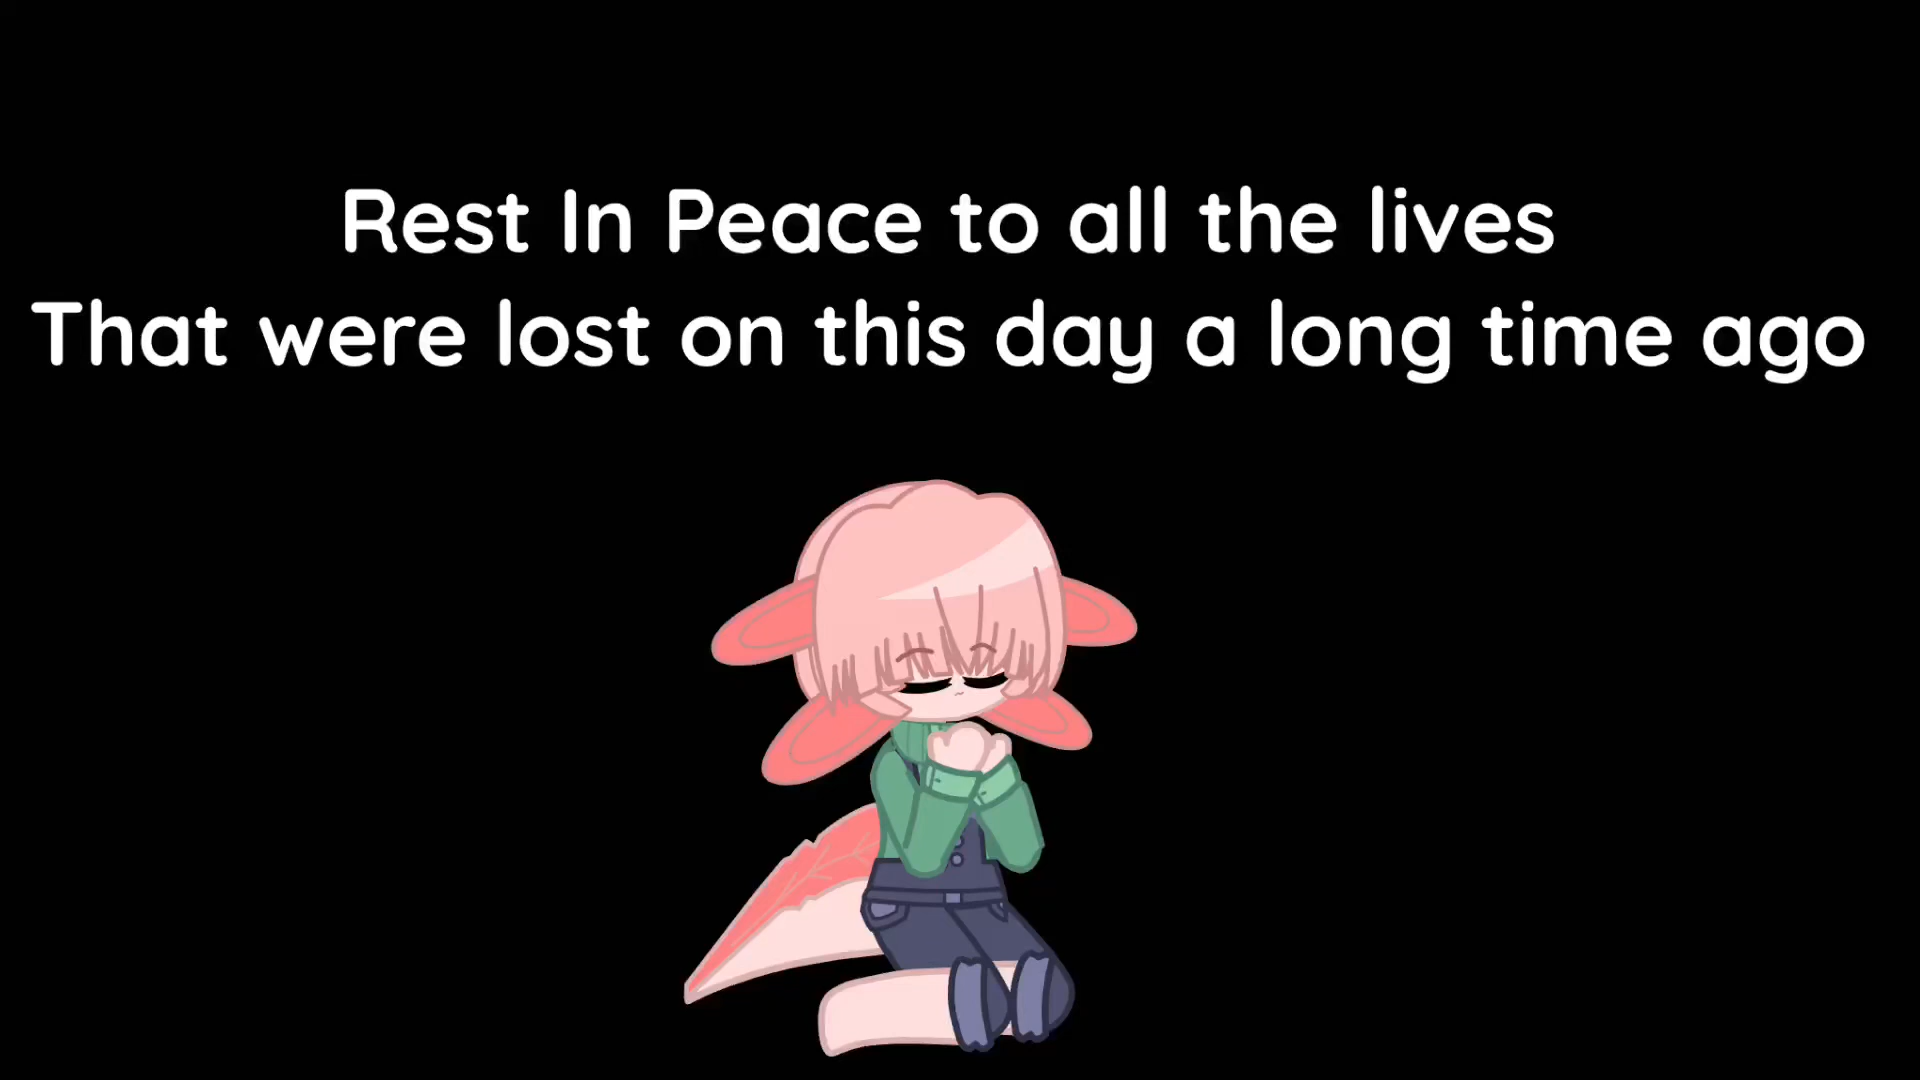 Rest In Peace to all the lives
That were lost on this day a long time ago